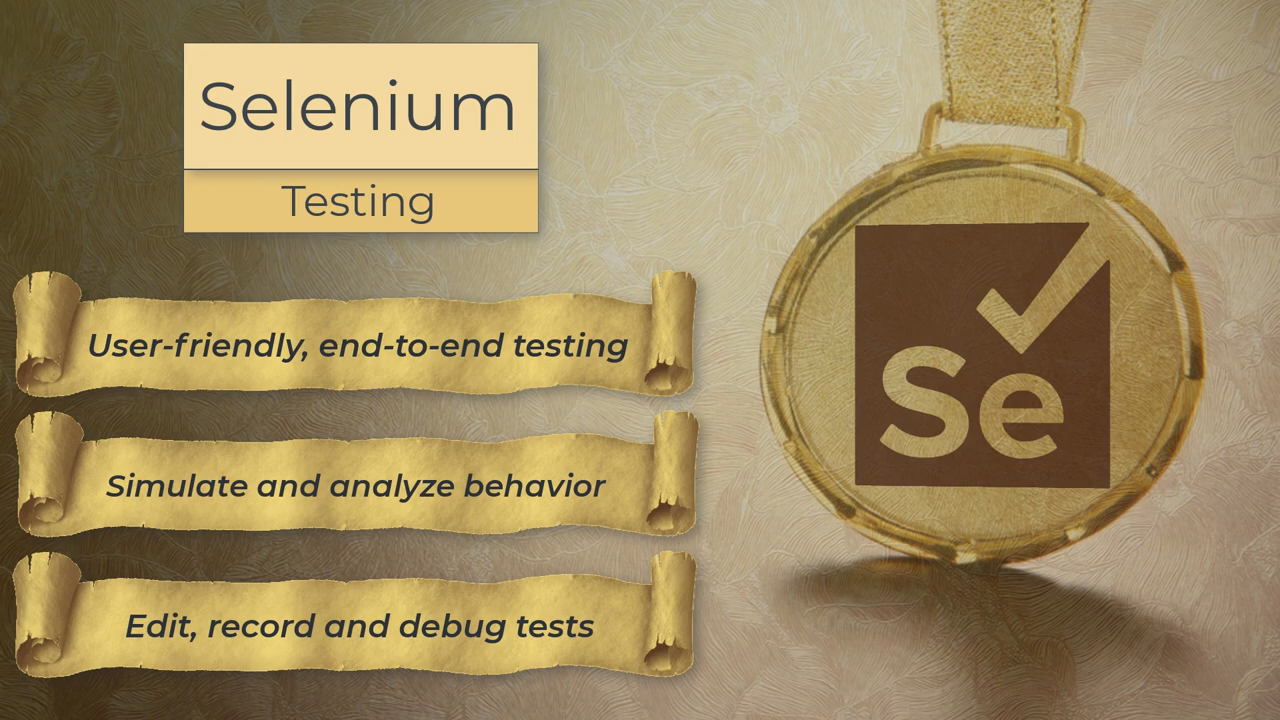 Selenium
Testing
User-friendly, end-to-end testing
Simulate and analyze behavior
Edit, record and debug tests
Se